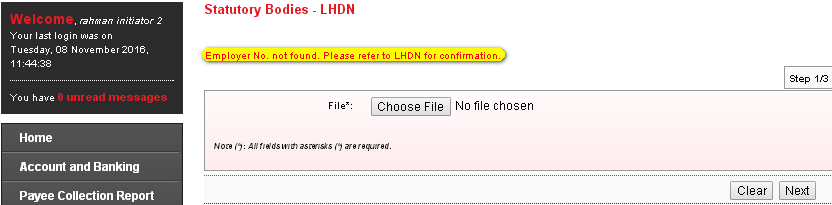 Welcome, rahman initiator 2
Your last login was on
Tuesday, 08 November 2016,
11:44:38
You have 0 unread messages
Home
Account and Banking
Payee Collection Report
Statutory Bodies - LHDN
Employer No. not found. Please refer to LHDN for confirmation.
Step 1/3
File*: Choose File No file chosen
Note (*): All fields with asterisks (*) are required.
Clear Next